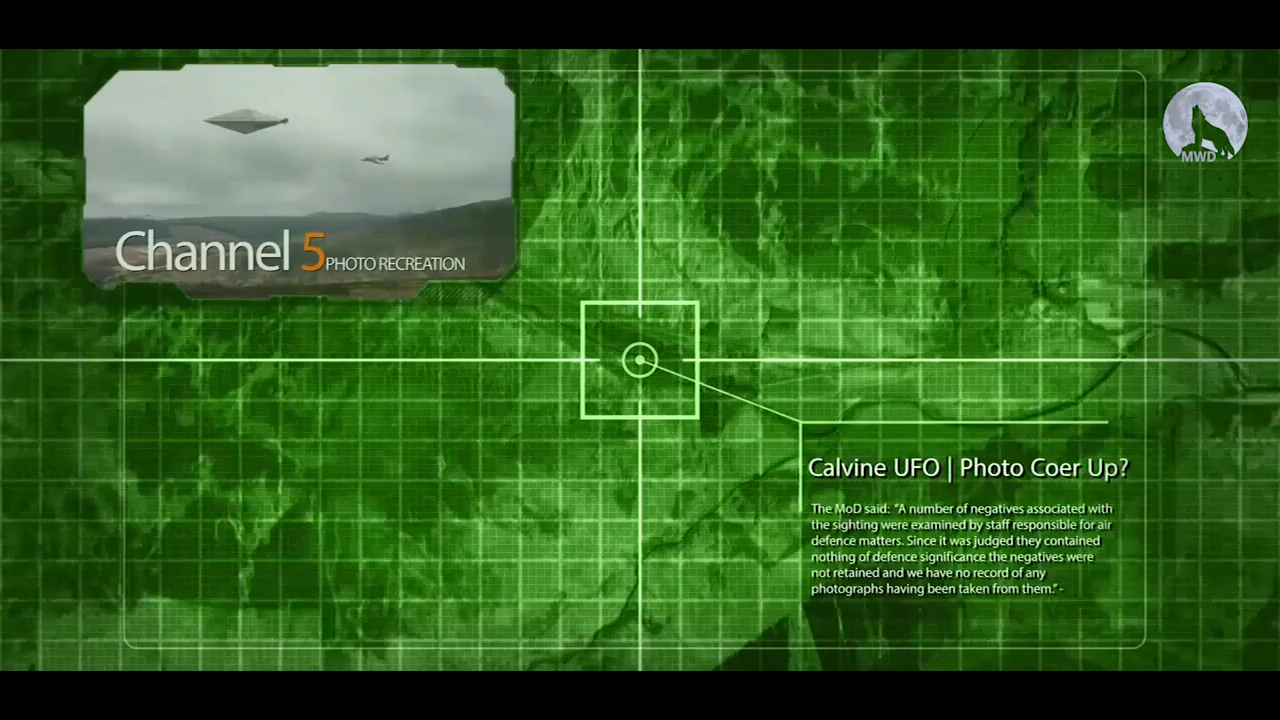 Channel 5 PHOTO RECREATION
MWD
Calvine UFO | Photo Coer Up?
The MoD said: “A number of negatives associated with
the sighting were examined by staff responsible for air
defence matters. Since it was judged they contained
nothing of defence significance the negatives were
not retained and we have no record of any
photographs having been taken from them.” -